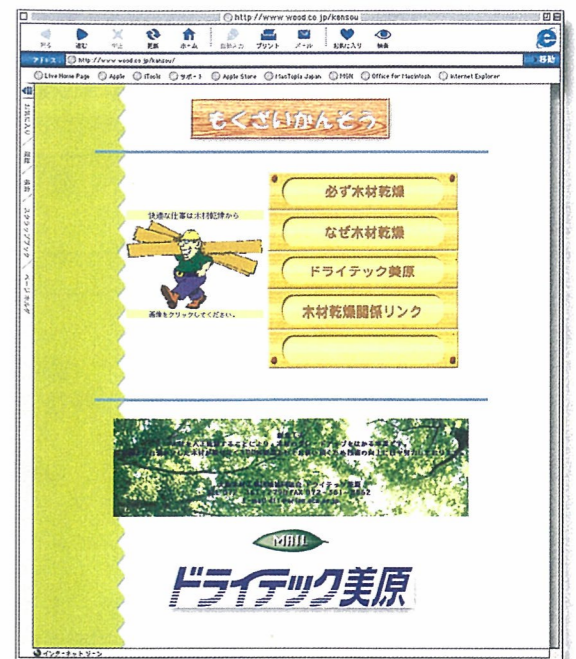 http://www.wood.co.jp/kansou
戻る 進む 中止 更新 ホーム 自動入力 プリント メール お気に入り 検索
アドレス http://www.wood.co.jp/kansou/ 移動
Live Home Page Apple iTools サポート Apple Store MacTopia Japan MSN Office for Macintosh Internet Explorer
お気に入り
履歴
検索
スクラップブック
ページホルダ
もくざいかんそう
快適な仕事は木材乾燥から
画像をクリックしてください。
必ず木材乾燥
なぜ木材乾燥
ドライテック美原
木材乾燥関係リンク
MAIL
ドライテック美原
インターネットゾーン